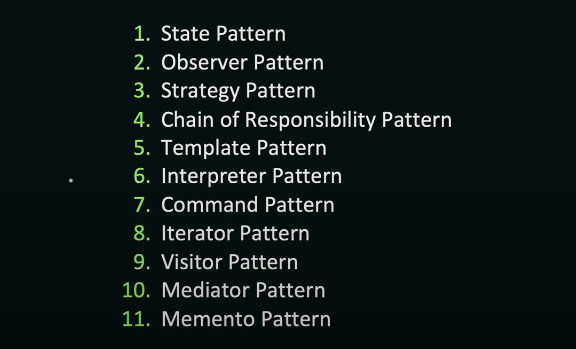 1. State Pattern
2. Observer Pattern
3. Strategy Pattern
4. Chain of Responsibility Pattern
5. Template Pattern
6. Interpreter Pattern
7. Command Pattern
8. Iterator Pattern
9. Visitor Pattern
10. Mediator Pattern
11. Memento Pattern